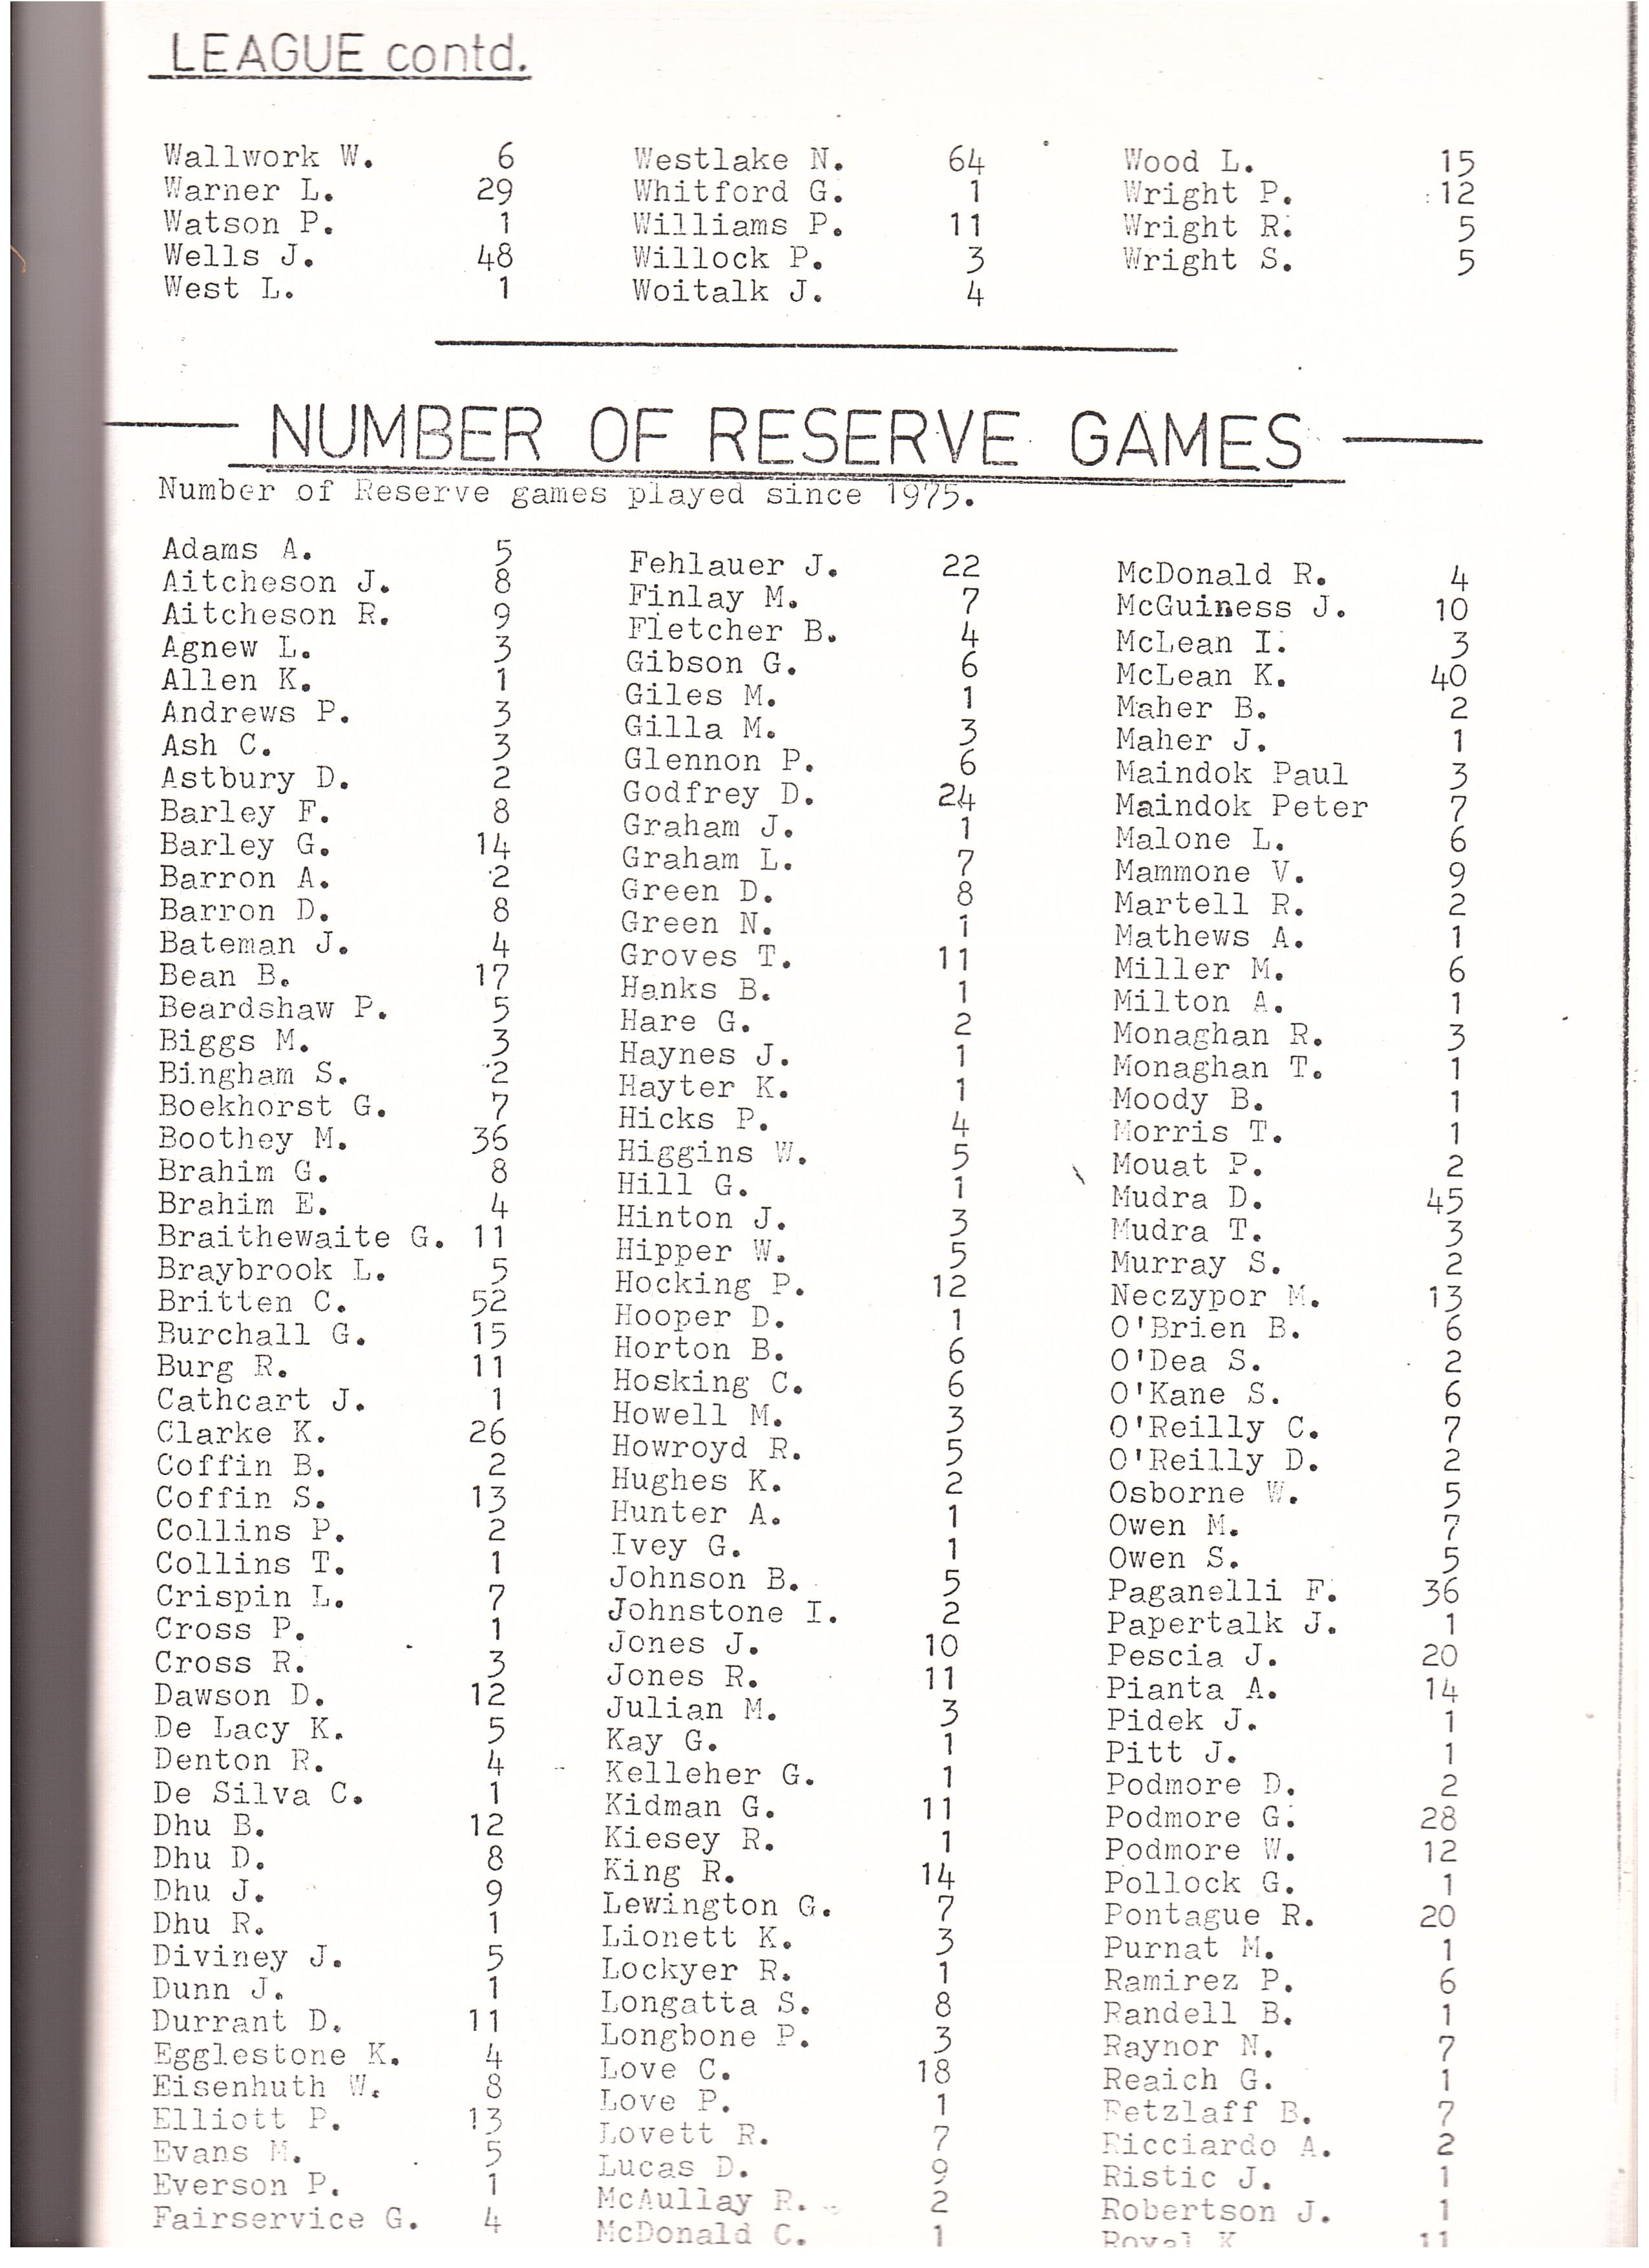 LEAGUE contd.
Wallwork W. 6
Warner L. 29
Watson P. 1
Wells J. 48
West L. 1
Westlake N. 64
Whitford G. 1
Williams P. 11
Willock P. 3
Woitalk J. 4
Wood L. 15
Wright P. 12
Wright R. 5
Wright S. 5
NUMBER OF RESERVE GAMES
Number of Reserve games played since 1975.
Adams A. 5
Aitcheson J. 8
Aitcheson R. 9
Agnew L. 3
Allen K. 1
Andrews P. 3
Ash C. 3
Astbury D. 2
Barley F. 8
Barley G. 14
Barron A. 2
Barron D. 8
Bateman J. 4
Bean B. 17
Beardshaw P. 5
Biggs M. 3
Bingham S. 2
Boekhorst G. 7
Boothey M. 36
Brahim G. 8
Brahim E. 4
Braithewaite G. 11
Braybrook L. 5
Britten C. 52
Burchall G. 15
Burg R. 11
Cathcart J. 1
Clarke K. 26
Coffin B. 2
Coffin S. 13
Collins P. 2
Collins T. 1
Crispin L. 7
Cross P. 1
Cross R. 3
Dawson D. 12
De Lacy K. 5
Denton R. 4
De Silva C. 1
Dhu B. 12
Dhu D. 8
Dhu J. 9
Dhu R. 1
Diviney J. 5
Dunn J. 1
Durrant D. 11
Egglestone K. 4
Eisenhuth W. 8
Elliott P. 13
Evans M. 5
Everson P. 1
Fairservice G. 4
Fehlauer J. 22
Finlay M. 7
Fletcher B. 4
Gibson G. 6
Giles M. 1
Gilla M. 3
Glennon P. 6
Godfrey D. 24
Graham J. 1
Graham L. 7
Green D. 8
Green N. 1
Groves T. 11
Hanks B. 1
Hare G. 2
Haynes J. 1
Hayter K. 1
Hicks P. 4
Higgins W. 5
Hill G. 1
Hinton J. 3
Hipper W. 5
Hocking P. 12
Hooper D. 1
Horton B. 6
Hosking C. 6
Howell M. 3
Howroyd R. 5
Hughes K. 2
Hunter A. 1
Ivey G. 1
Johnson B. 5
Johnstone I. 2
Jones J. 10
Jones R. 11
Julian M. 3
Kay G. 1
Kelleher G. 1
Kidman G. 11
Kiesey R. 1
King R. 14
Lewington G. 7
Lionett K. 3
Lockyer R. 1
Longatta S. 8
Longbone P. 3
Love C. 18
Love P. 1
Lovett R. 7
Lucas D. 9
McAullay R. 2
McDonald C. 1
McDonald R. 4
McGuiness J. 10
McLean I. 3
McLean K. 40
Maher B. 2
Maher J. 1
Maindok Paul 3
Maindok Peter 7
Malone L. 6
Mammone V. 9
Martell R. 2
Mathews A. 1
Miller M. 6
Milton A. 1
Monaghan R. 3
Monaghan T. 1
Moody B. 1
Morris T. 1
Mouat P. 2
Mudra D. 45
Mudra T. 3
Murray S. 2
Neczypor M. 13
O'Brien B. 6
O'Dea S. 2
O'Kane S. 6
O'Reilly C. 7
O'Reilly D. 2
Osborne W. 5
Owen M. 7
Owen S. 5
Paganelli F. 36
Papertalk J. 1
Pescia J. 20
Pianta A. 14
Pidek J. 1
Pitt J. 1
Podmore D. 2
Podmore G. 28
Podmore W. 12
Pollock G. 1
Pontague R. 20
Purnat M. 1
Ramirez P. 6
Randell B. 1
Raynor N. 7
Reaich G. 1
Retzlaff B. 7
Ricciardo A. 2
Ristic J. 1
Robertson J. 1
Royal K 11